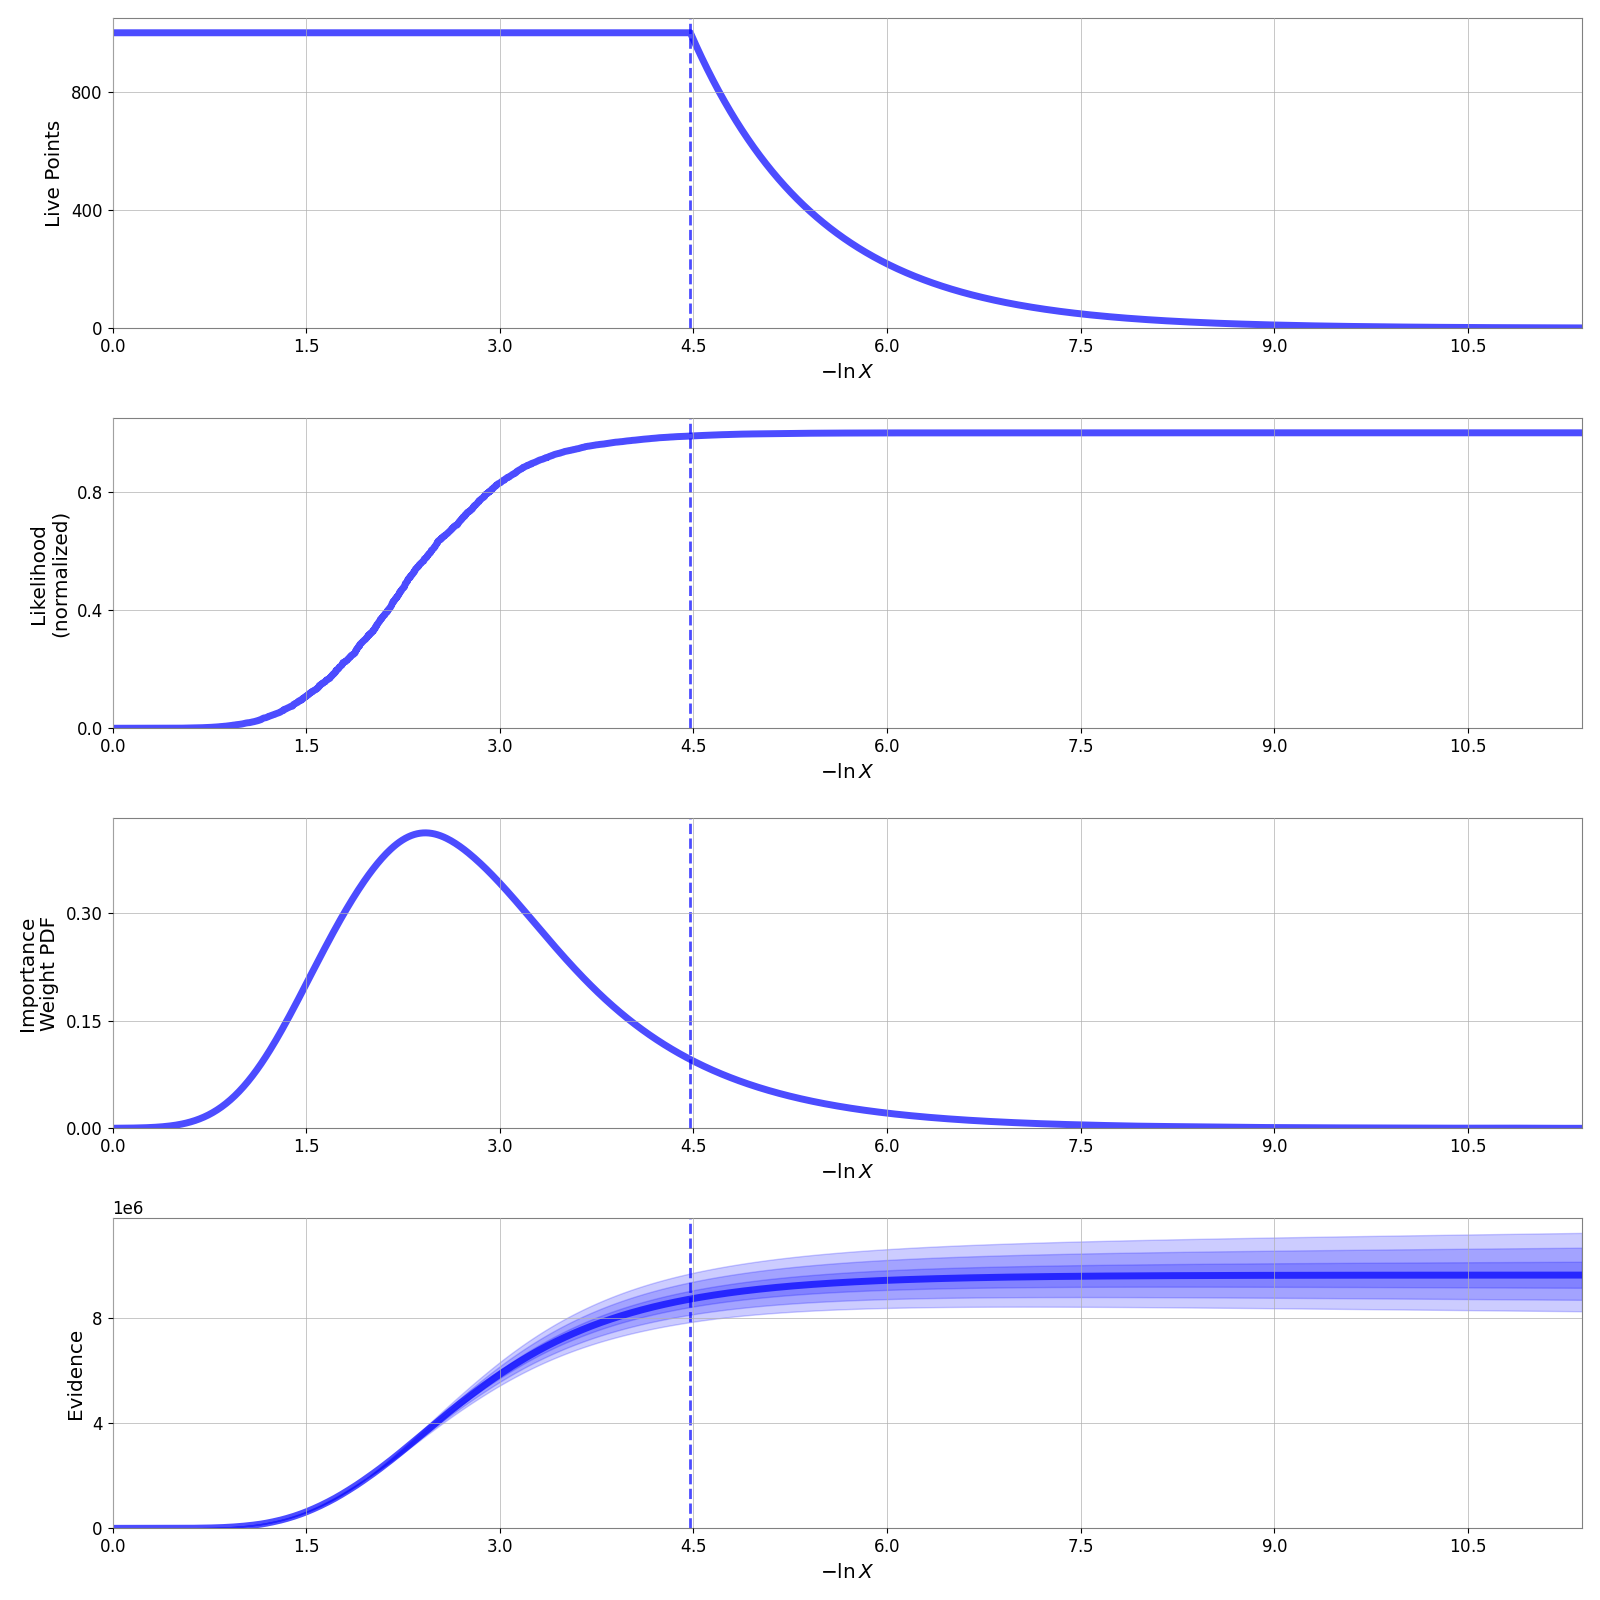 800
400
0
Live Points
0.0 1.5 3.0 4.5 6.0 7.5 9.0 10.5
−ln X
0.8
0.4
0.0
Likelihood
(normalized)
0.0 1.5 3.0 4.5 6.0 7.5 9.0 10.5
−ln X
0.30
0.15
0.00
Importance
Weight PDF
0.0 1.5 3.0 4.5 6.0 7.5 9.0 10.5
−ln X
1e6
8
4
0
Evidence
0.0 1.5 3.0 4.5 6.0 7.5 9.0 10.5
−ln X